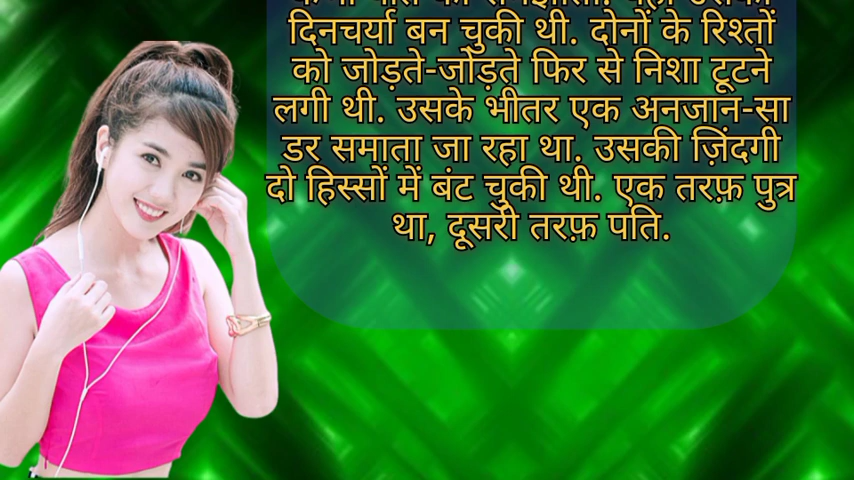 दिनचर्या बन चुकी थी. दोनों के रिश्तों
को जोड़ते-जोड़ते फिर से निशा टूटने
लगी थी. उसके भीतर एक अनजान-सा
डर समाता जा रहा था. उसकी ज़िंदगी
दो हिस्सों में बंट चुकी थी. एक तरफ़ पुत्र
था, दूसरी तरफ़ पति.